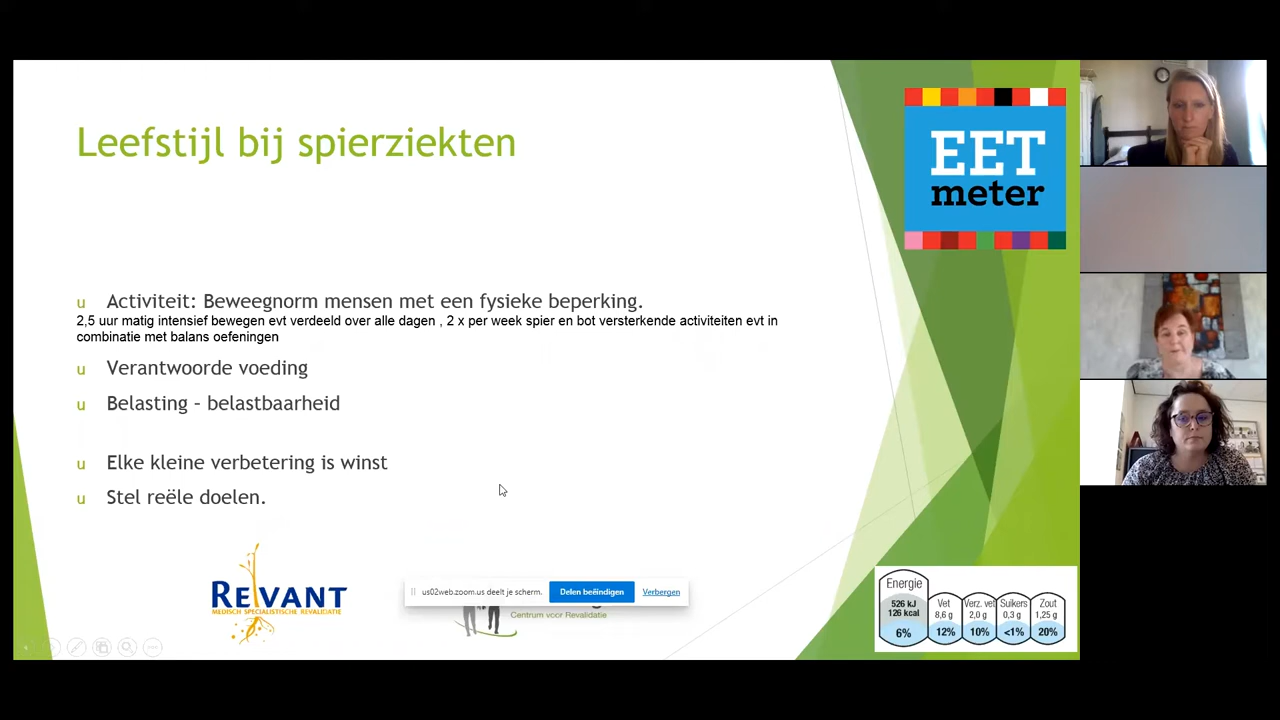 Leefstijl bij spierziekten
EET
meter
u Activiteit: Beweegnorm mensen met een fysieke beperking.
2,5 uur matig intensief bewegen evt verdeeld over alle dagen , 2 x per week spier en bot versterkende activiteiten evt in
combinatie met balans oefeningen
u Verantwoorde voeding
u Belasting – belastbaarheid
u Elke kleine verbetering is winst
u Stel reële doelen.
REVANT
MEDISCH SPECIALISTISCHE REVALIDATIE
us02web.zoom.us deelt je scherm. Delen beëindigen Verbergen
Centrum voor Revalidatie
Energie
526 kJ
126 kcal
6%
Vet
8,6 g
12%
Verz. vet
2,0 g
10%
Suikers
0,3 g
<1%
Zout
1,25 g
20%